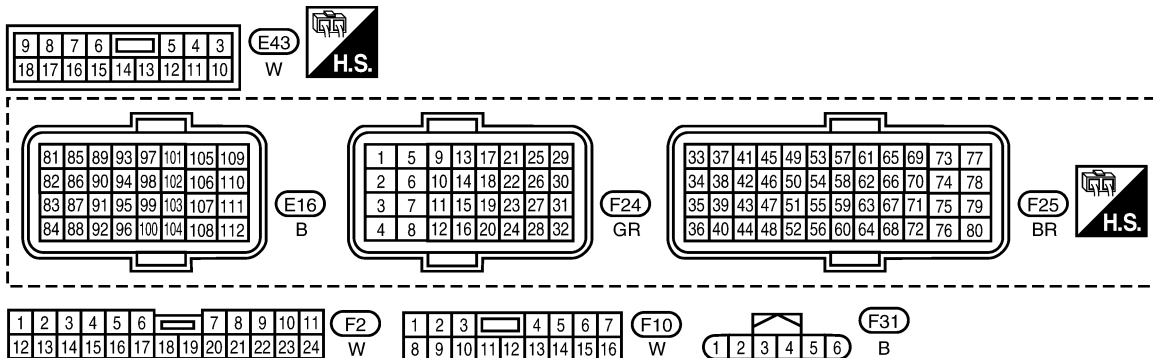 9 8 7 6 5 4 3 E43
18 17 16 15 14 13 12 11 10 W H.S.
81 85 89 93 97 101 105 109
82 86 90 94 98 102 106 110
83 87 91 95 99 103 107 111 E16
84 88 92 96 100 104 108 112 B
1 5 9 13 17 21 25 29
2 6 10 14 18 22 26 30
3 7 11 15 19 23 27 31 F24
4 8 12 16 20 24 28 32 GR
33 37 41 45 49 53 57 61 65 69 73 77
34 38 42 46 50 54 58 62 66 70 74 78
35 39 43 47 51 55 59 63 67 71 75 79 F25
36 40 44 48 52 56 60 64 68 72 76 80 BR
H.S.
1 2 3 4 5 6 7 8 9 10 11 F2
12 13 14 15 16 17 18 19 20 21 22 23 24 W
1 2 3 4 5 6 7 F10
8 9 10 11 12 13 14 15 16 W
F31
1 2 3 4 5 6 B